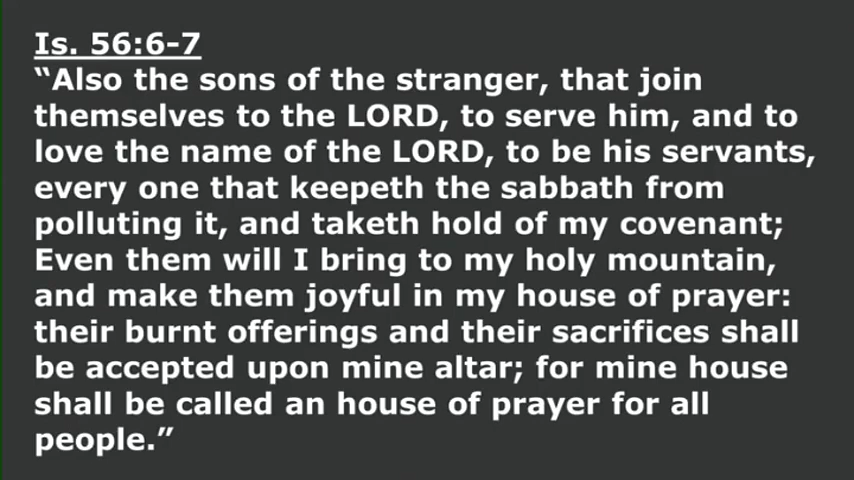 Is. 56:6-7
“Also the sons of the stranger, that join
themselves to the LORD, to serve him, and to
love the name of the LORD, to be his servants,
every one that keepeth the sabbath from
polluting it, and taketh hold of my covenant;
Even them will I bring to my holy mountain,
and make them joyful in my house of prayer:
their burnt offerings and their sacrifices shall
be accepted upon mine altar; for mine house
shall be called an house of prayer for all
people.”